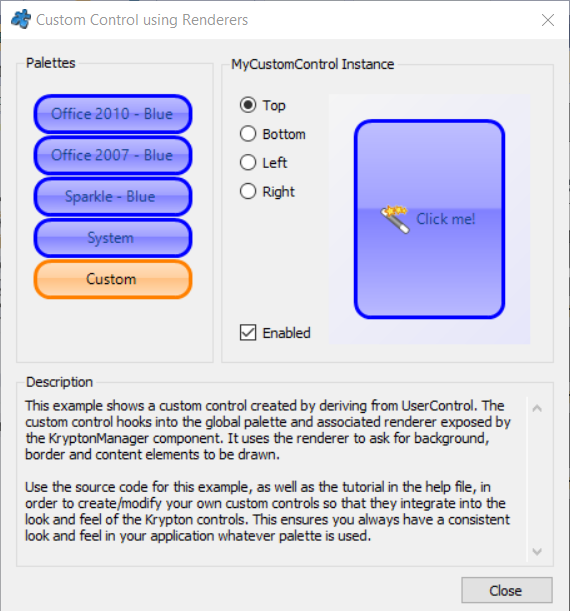 Custom Control using Renderers
Palettes
Office 2010 - Blue
Office 2007 - Blue
Sparkle - Blue
System
Custom
MyCustomControl Instance
Top
Bottom
Left
Right
Click me!
Enabled
Description
This example shows a custom control created by deriving from UserControl. The
custom control hooks into the global palette and associated renderer exposed by
the KryptonManager component. It uses the renderer to ask for background,
border and content elements to be drawn.
Use the source code for this example, as well as the tutorial in the help file, in
order to create/modify your own custom controls so that they integrate into the
look and feel of the Krypton controls. This ensures you always have a consistent
look and feel in your application whatever palette is used.
Close